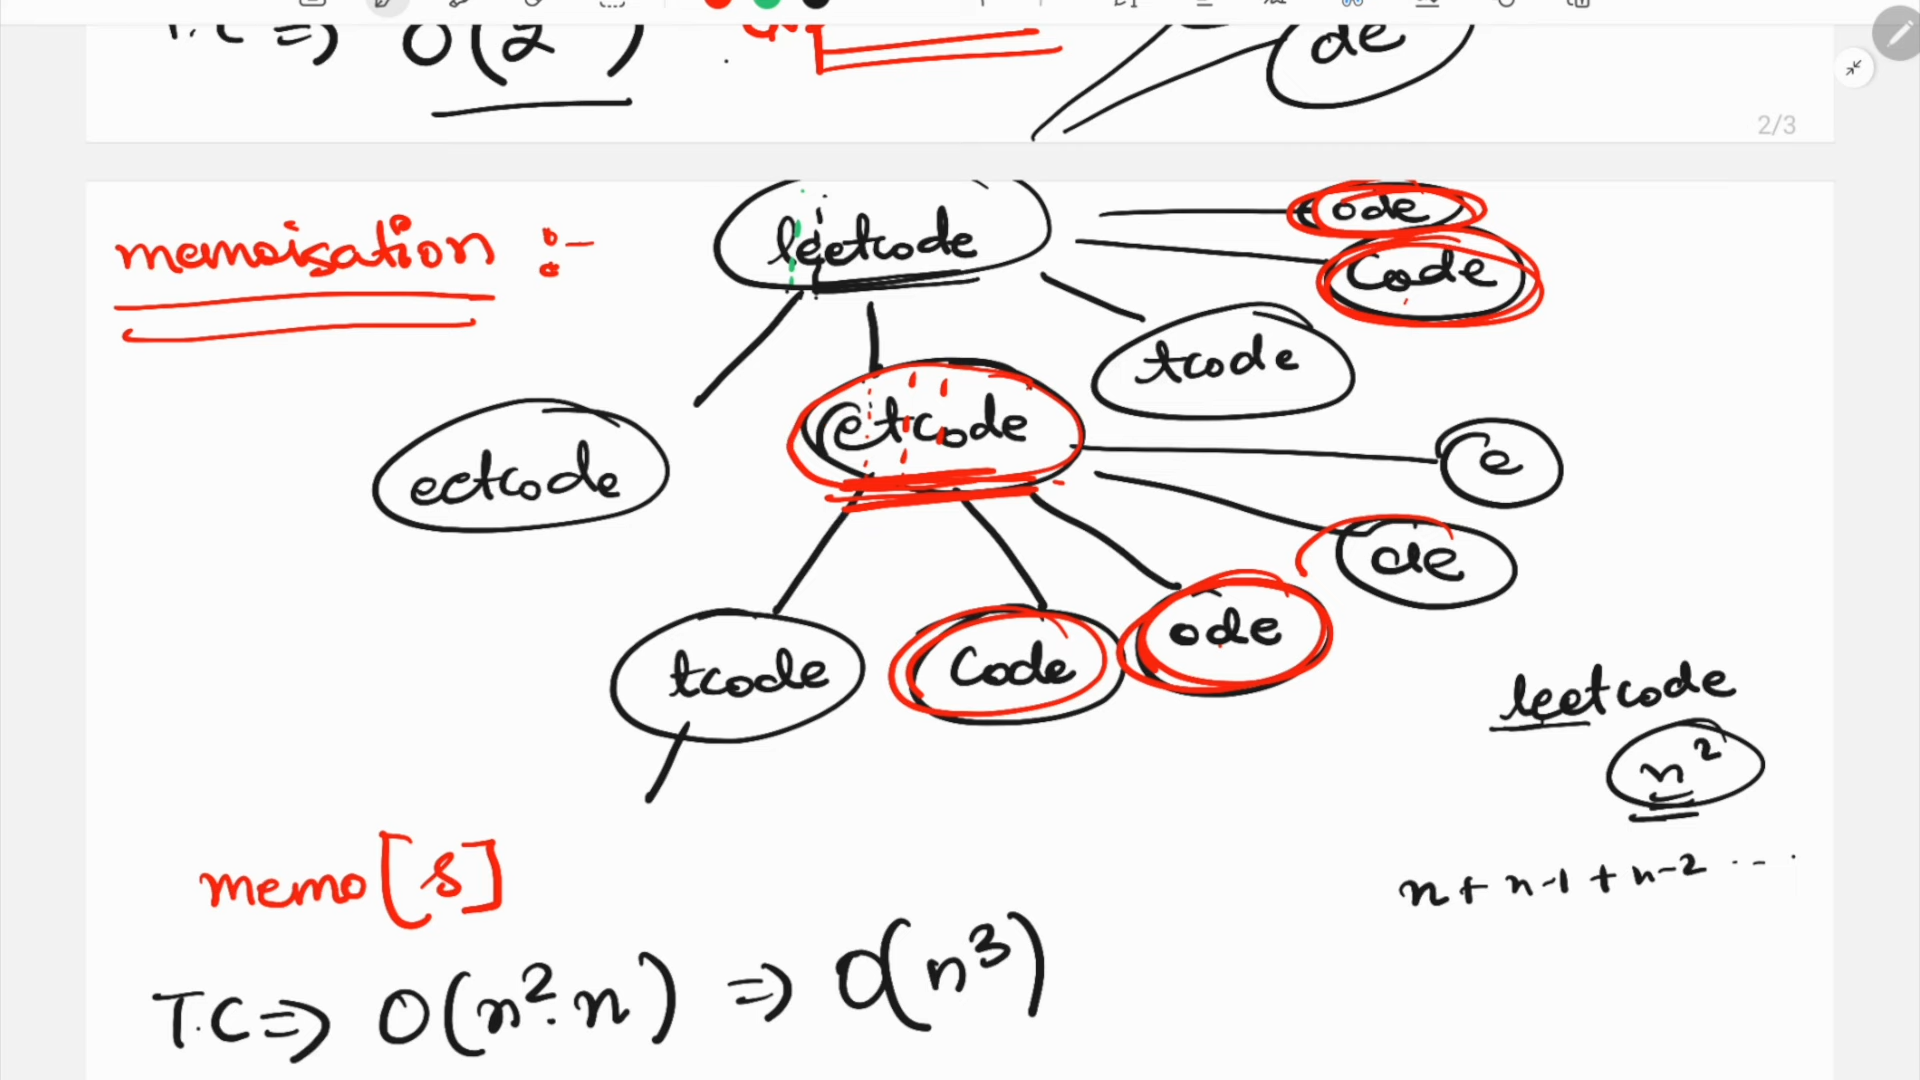 T.C => O(2 )
de
2/3
memoisation :-
leetcode
ode
Code
tcode
etcode
eetcode
e
de
ode
tcode
Code
leetcode
n²
memo[s]
n + n-1 + n-2 ...
T.C => O(n².n) => O(n³)